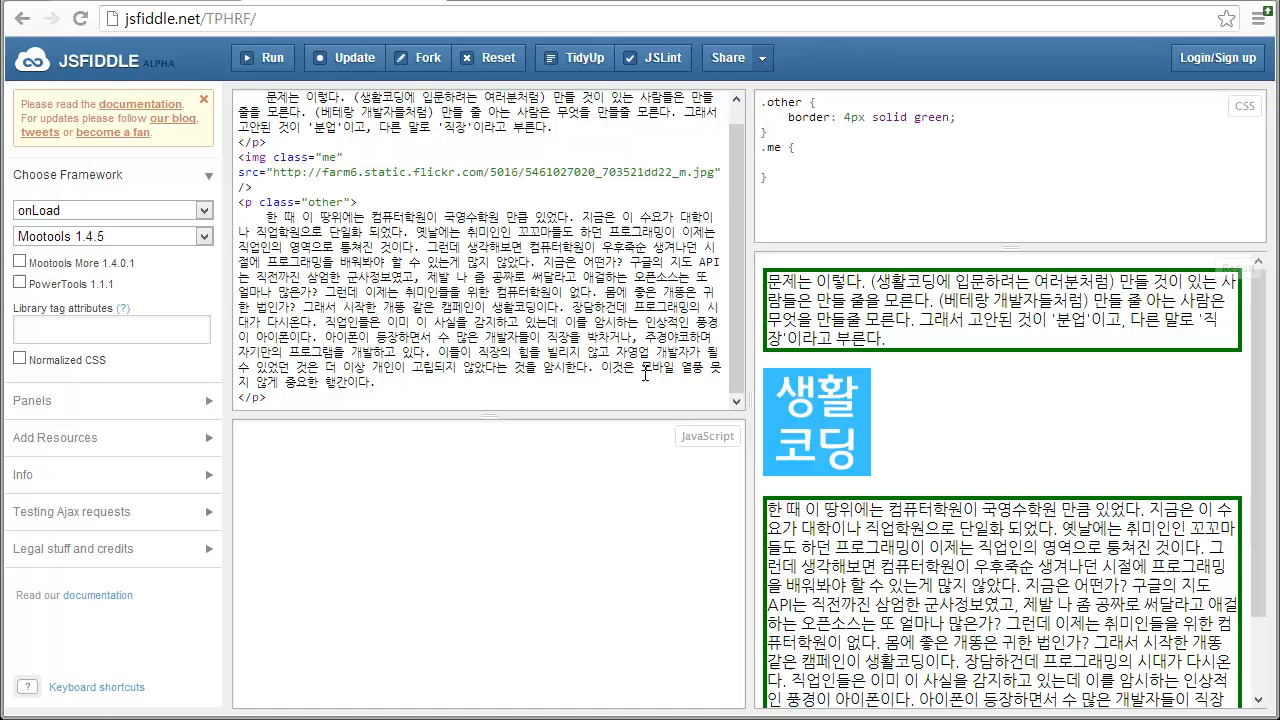 jsfiddle.net/TPHRF/
JSFIDDLE ALPHA
Run
Update
Fork
Reset
TidyUp
JSLint
Share
Login/Sign up
Please read the documentation.
For updates please follow our blog,
tweets or become a fan.
Choose Framework
onLoad
Mootools 1.4.5
Mootools More 1.4.0.1
PowerTools 1.1.1
Library tag attributes (?)
Normalized CSS
Panels
Add Resources
Info
Testing Ajax requests
Legal stuff and credits
Read our documentation
? Keyboard shortcuts
문제는 이렇다. (생활코딩에 입문하려는 여러분처럼) 만들 것이 있는 사람들은 만들
줄을 모른다. (베테랑 개발자들처럼) 만들 줄 아는 사람은 무엇을 만들줄 모른다. 그래서
고안된 것이 '분업'이고, 다른 말로 '직장'이라고 부른다.
</p>
<img class="me"
src="http://farm6.static.flickr.com/5016/5461027020_703521dd22_m.jpg"
/>
<p class="other">
한 때 이 땅위에는 컴퓨터학원이 국영수학원 만큼 있었다. 지금은 이 수요가 대학이
나 직업학원으로 단일화 되었다. 옛날에는 취미인인 꼬꼬마들도 하던 프로그래밍이 이제는
직업인의 영역으로 퉁쳐진 것이다. 그런데 생각해보면 컴퓨터학원이 우후죽순 생겨나던 시
절에 프로그래밍을 배워봐야 할 수 있는게 많지 않았다. 지금은 어떤가? 구글의 지도 API
는 직전까진 삼엄한 군사정보였고, 제발 나 좀 공짜로 써달라고 애걸하는 오픈소스는 또
얼마나 많은가? 그런데 이제는 취미인들을 위한 컴퓨터학원이 없다. 몸에 좋은 개똥은 귀
한 법인가? 그래서 시작한 개똥 같은 캠페인이 생활코딩이다. 장담하건데 프로그래밍의 시
대가 다시온다. 직업인들은 이미 이 사실을 감지하고 있는데 이를 암시하는 인상적인 풍경
이 아이폰이다. 아이폰이 등장하면서 수 많은 개발자들이 직장을 박차거나, 주경야코하며
자기만의 프로그램을 개발하고 있다. 이들이 직장의 힘을 빌리지 않고 자영업 개발자가 될
수 있었던 것은 더 이상 개인이 고립되지 않았다는 것을 암시한다. 이것은 모바일 열풍 못
지 않게 중요한 행간이다.
</p>
JavaScript
.other {
border: 4px solid green;
}
.me {
}
CSS
Result
문제는 이렇다. (생활코딩에 입문하려는 여러분처럼) 만들 것이 있는 사
람들은 만들 줄을 모른다. (베테랑 개발자들처럼) 만들 줄 아는 사람은
무엇을 만들줄 모른다. 그래서 고안된 것이 '분업'이고, 다른 말로 '직
장'이라고 부른다.
생활
코딩
한 때 이 땅위에는 컴퓨터학원이 국영수학원 만큼 있었다. 지금은 이 수
요가 대학이나 직업학원으로 단일화 되었다. 옛날에는 취미인인 꼬꼬마
들도 하던 프로그래밍이 이제는 직업인의 영역으로 퉁쳐진 것이다. 그
런데 생각해보면 컴퓨터학원이 우후죽순 생겨나던 시절에 프로그래밍
을 배워봐야 할 수 있는게 많지 않았다. 지금은 어떤가? 구글의 지도
API는 직전까진 삼엄한 군사정보였고, 제발 나 좀 공짜로 써달라고 애걸
하는 오픈소스는 또 얼마나 많은가? 그런데 이제는 취미인들을 위한 컴
퓨터학원이 없다. 몸에 좋은 개똥은 귀한 법인가? 그래서 시작한 개똥
같은 캠페인이 생활코딩이다. 장담하건데 프로그래밍의 시대가 다시온
다. 직업인들은 이미 이 사실을 감지하고 있는데 이를 암시하는 인상적
인 풍경이 아이폰이다. 아이폰이 등장하면서 수 많은 개발자들이 직장